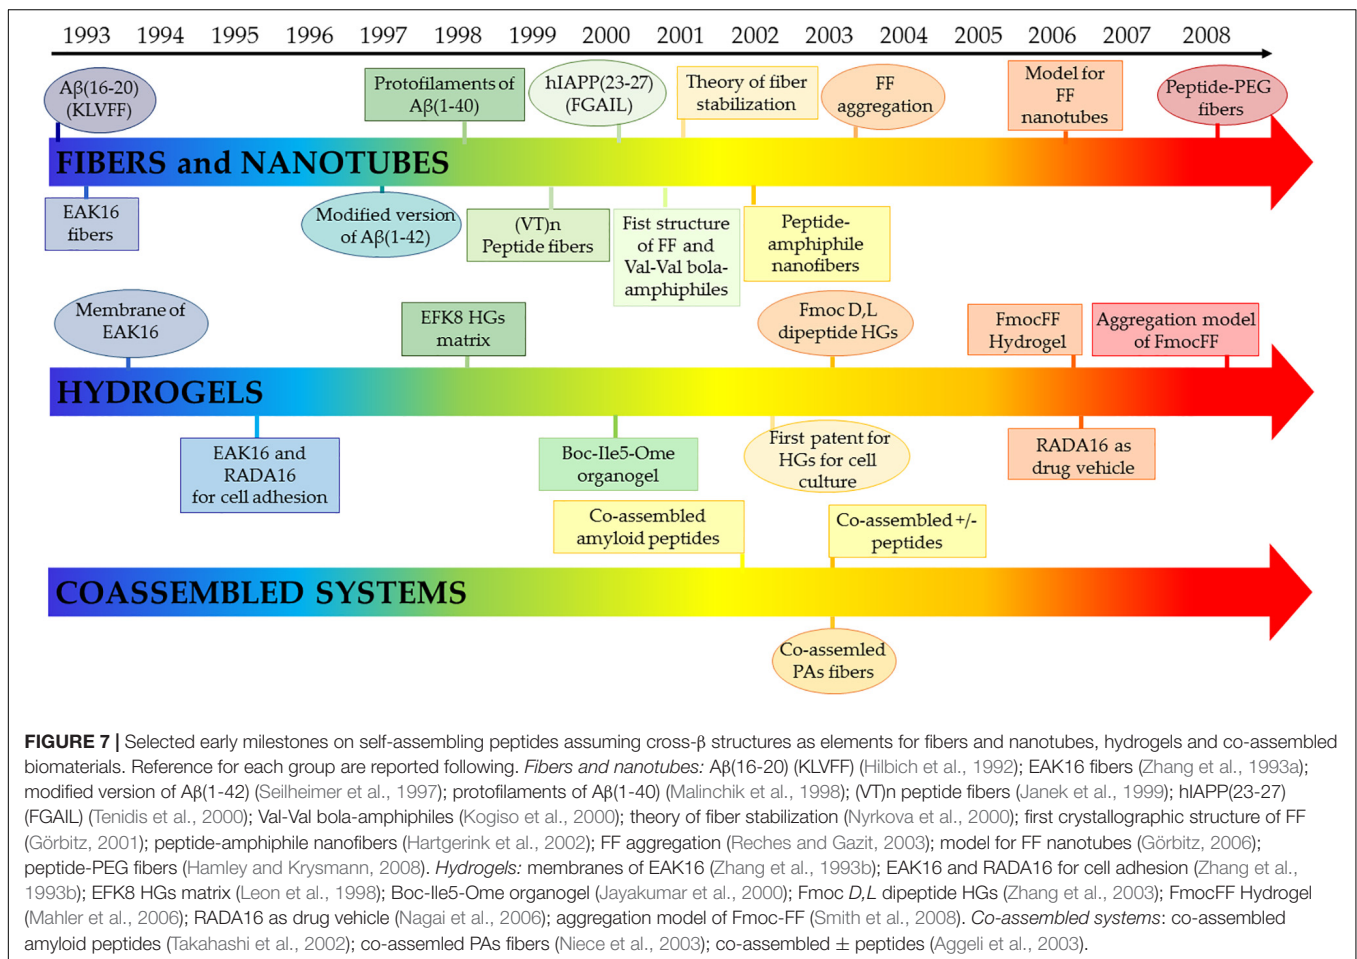 1993 1994 1995 1996 1997 1998 1999 2000 2001 2002 2003 2004 2005 2006 2007 2008
Aβ(16-20)
(KLVFF)
Protofilaments of
Aβ(1-40)
hIAPP(23-27)
(FGAIL)
Theory of fiber
stabilization
FF
aggregation
Model for
FF
nanotubes
Peptide-PEG
fibers
FIBERS and NANOTUBES
EAK16
fibers
Modified version
of Aβ(1-42)
(VT)n
Peptide fibers
Fist structure
of FF and
Val-Val bola-
amphiphiles
Peptide-
amphiphile
nanofibers
Membrane of
EAK16
EFK8 HGs
matrix
Fmoc D,L
dipeptide HGs
FmocFF
Hydrogel
Aggregation model
of FmocFF
HYDROGELS
EAK16 and
RADA16
for cell adhesion
Boc-Ile5-Ome
organogel
First patent for
HGs for cell
culture
RADA16 as
drug vehicle
Co-assembled
amyloid peptides
Co-assembled +/-
peptides
COASSEMBLED SYSTEMS
Co-assemled
PAs fibers
FIGURE 7 | Selected early milestones on self-assembling peptides assuming cross-β structures as elements for fibers and nanotubes, hydrogels and co-assembled
biomaterials. Reference for each group are reported following. Fibers and nanotubes: Aβ(16-20) (KLVFF) (Hilbich et al., 1992); EAK16 fibers (Zhang et al., 1993a);
modified version of Aβ(1-42) (Seilheimer et al., 1997); protofilaments of Aβ(1-40) (Malinchik et al., 1998); (VT)n peptide fibers (Janek et al., 1999); hIAPP(23-27)
(FGAIL) (Tenidis et al., 2000); Val-Val bola-amphiphiles (Kogiso et al., 2000); theory of fiber stabilization (Nyrkova et al., 2000); first crystallographic structure of FF
(Görbitz, 2001); peptide-amphiphile nanofibers (Hartgerink et al., 2002); FF aggregation (Reches and Gazit, 2003); model for FF nanotubes (Görbitz, 2006);
peptide-PEG fibers (Hamley and Krysmann, 2008). Hydrogels: membranes of EAK16 (Zhang et al., 1993b); EAK16 and RADA16 for cell adhesion (Zhang et al.,
1993b); EFK8 HGs matrix (Leon et al., 1998); Boc-Ile5-Ome organogel (Jayakumar et al., 2000); Fmoc D,L dipeptide HGs (Zhang et al., 2003); FmocFF Hydrogel
(Mahler et al., 2006); RADA16 as drug vehicle (Nagai et al., 2006); aggregation model of Fmoc-FF (Smith et al., 2008). Co-assembled systems: co-assembled
amyloid peptides (Takahashi et al., 2002); co-assemled PAs fibers (Niece et al., 2003); co-assembled ± peptides (Aggeli et al., 2003).